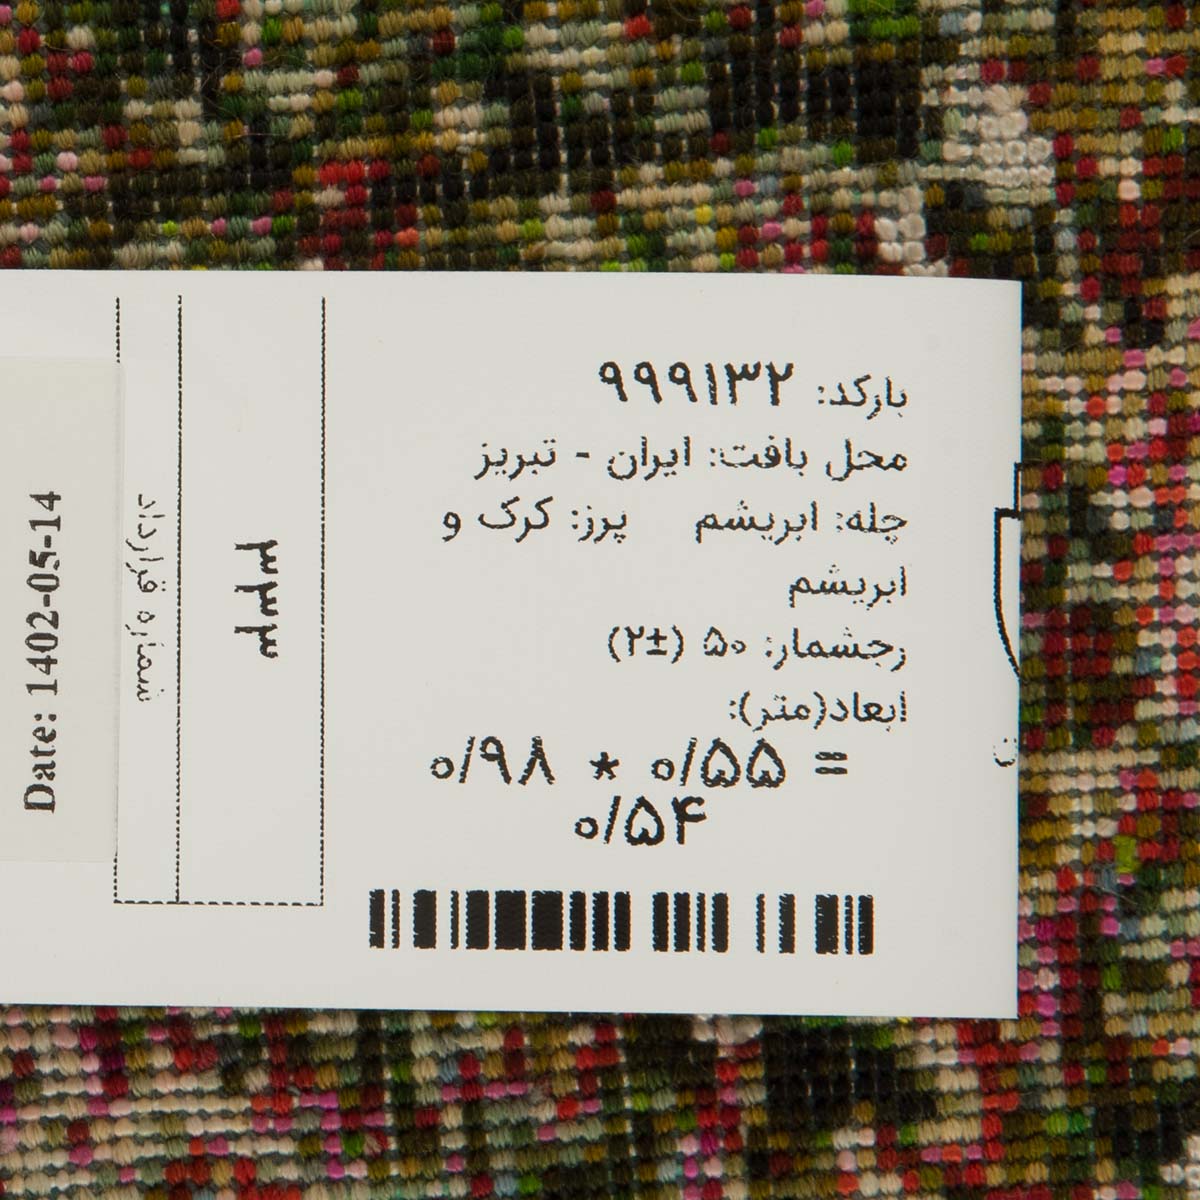 بارکد: ۹۹۹۱۳۲
محل بافت: ایران - تبریز
چله: ابریشم پرز: کرک و
ابریشم
رجشمار: ۵۰ (±۲)
ابعاد(متر):
۰/۹۸ * ۰/۵۵ =
۰/۵۴
۳۳۳
شماره قرارداد
Date: 1402-05-14